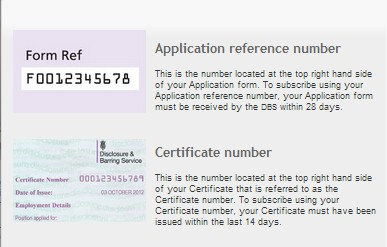 Form Ref
F0012345678
Application reference number
This is the number located at the top right hand side
of your Application form. To subscribe using your
Application reference number, your Application form
must be received by the DBS within 28 days.
Disclosure &
Barring Service
Certificate Number 000123456789
Date of Issue: 03 OCTOBER 2012
Employment Details
Position applied for:
Certificate number
This is the number located at the top right hand side
of your Certificate that is referred to as the
Certificate number. To subscribe using your
Certificate number, your Certificate must have been
issued within the last 14 days.